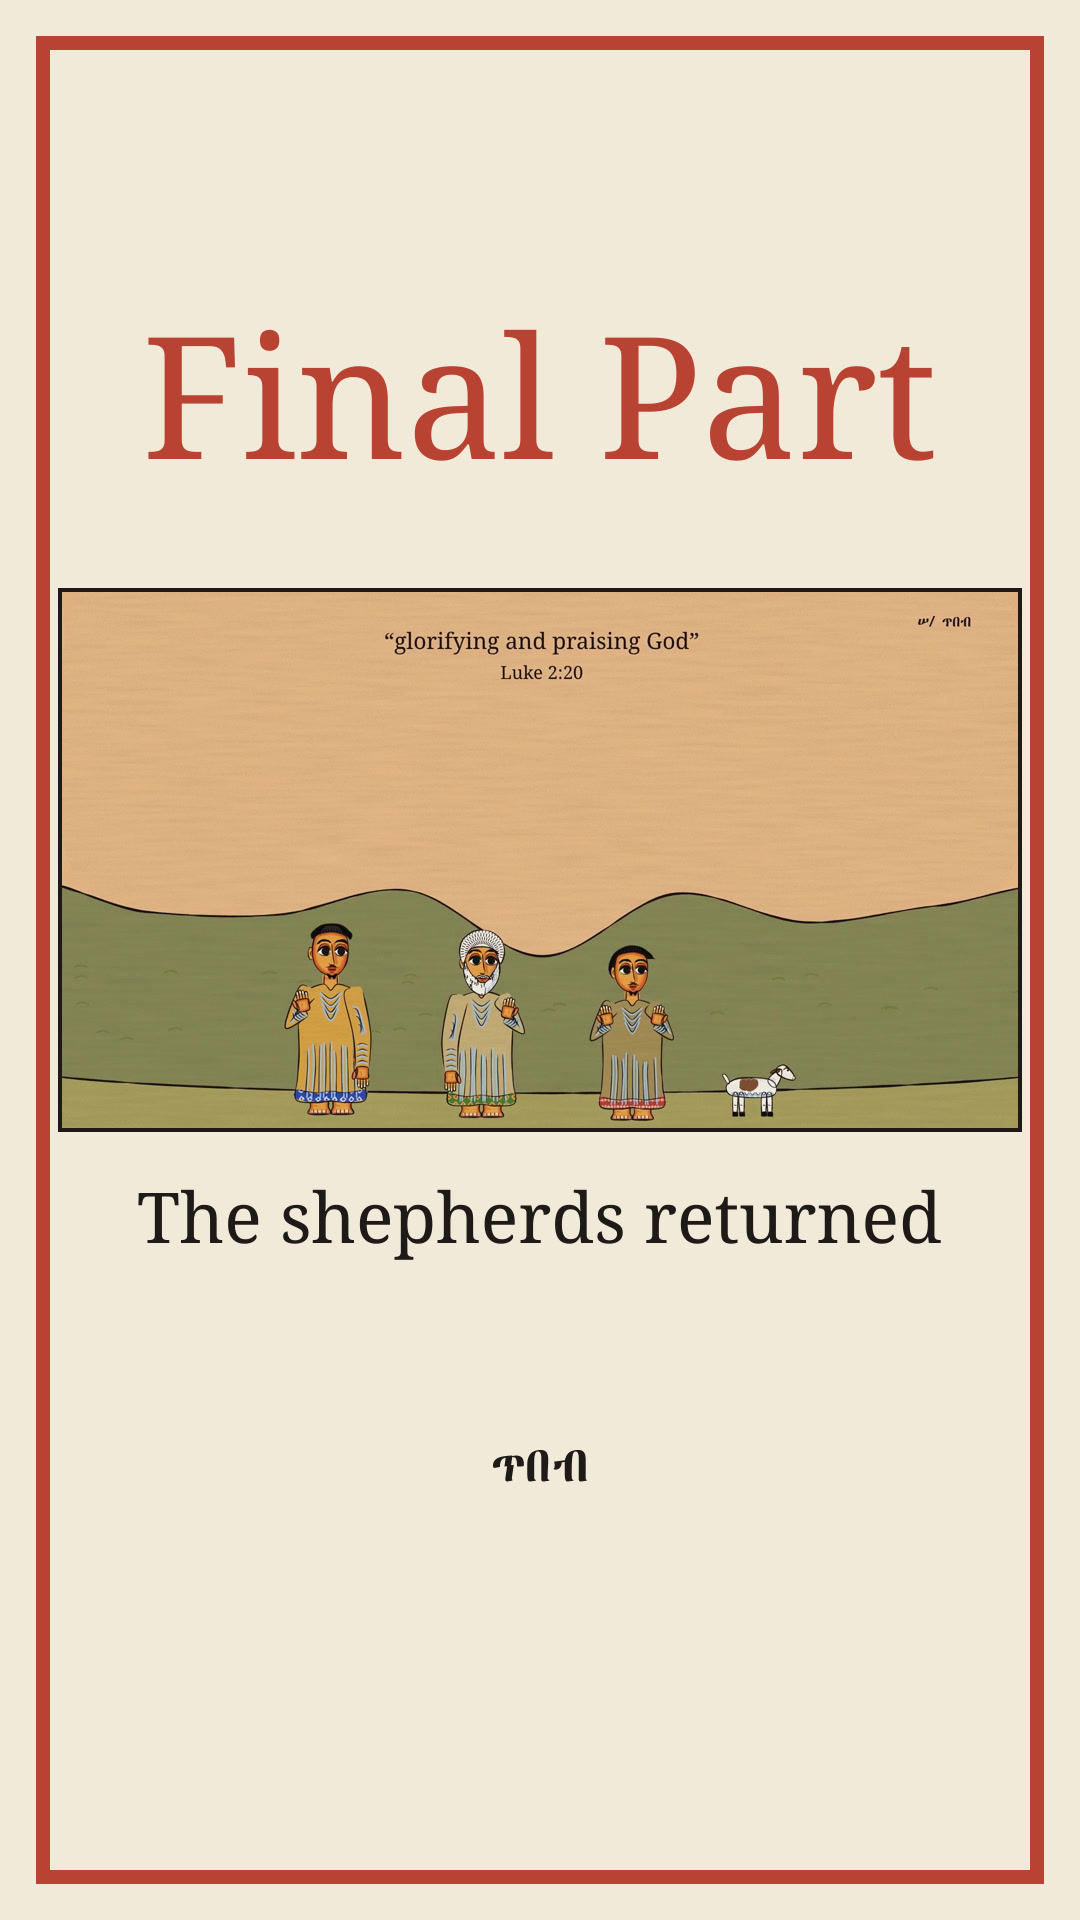 Final Part
“glorifying and praising God”
Luke 2:20
ሥ/ ጥበብ
The shepherds returned
ጥበብ